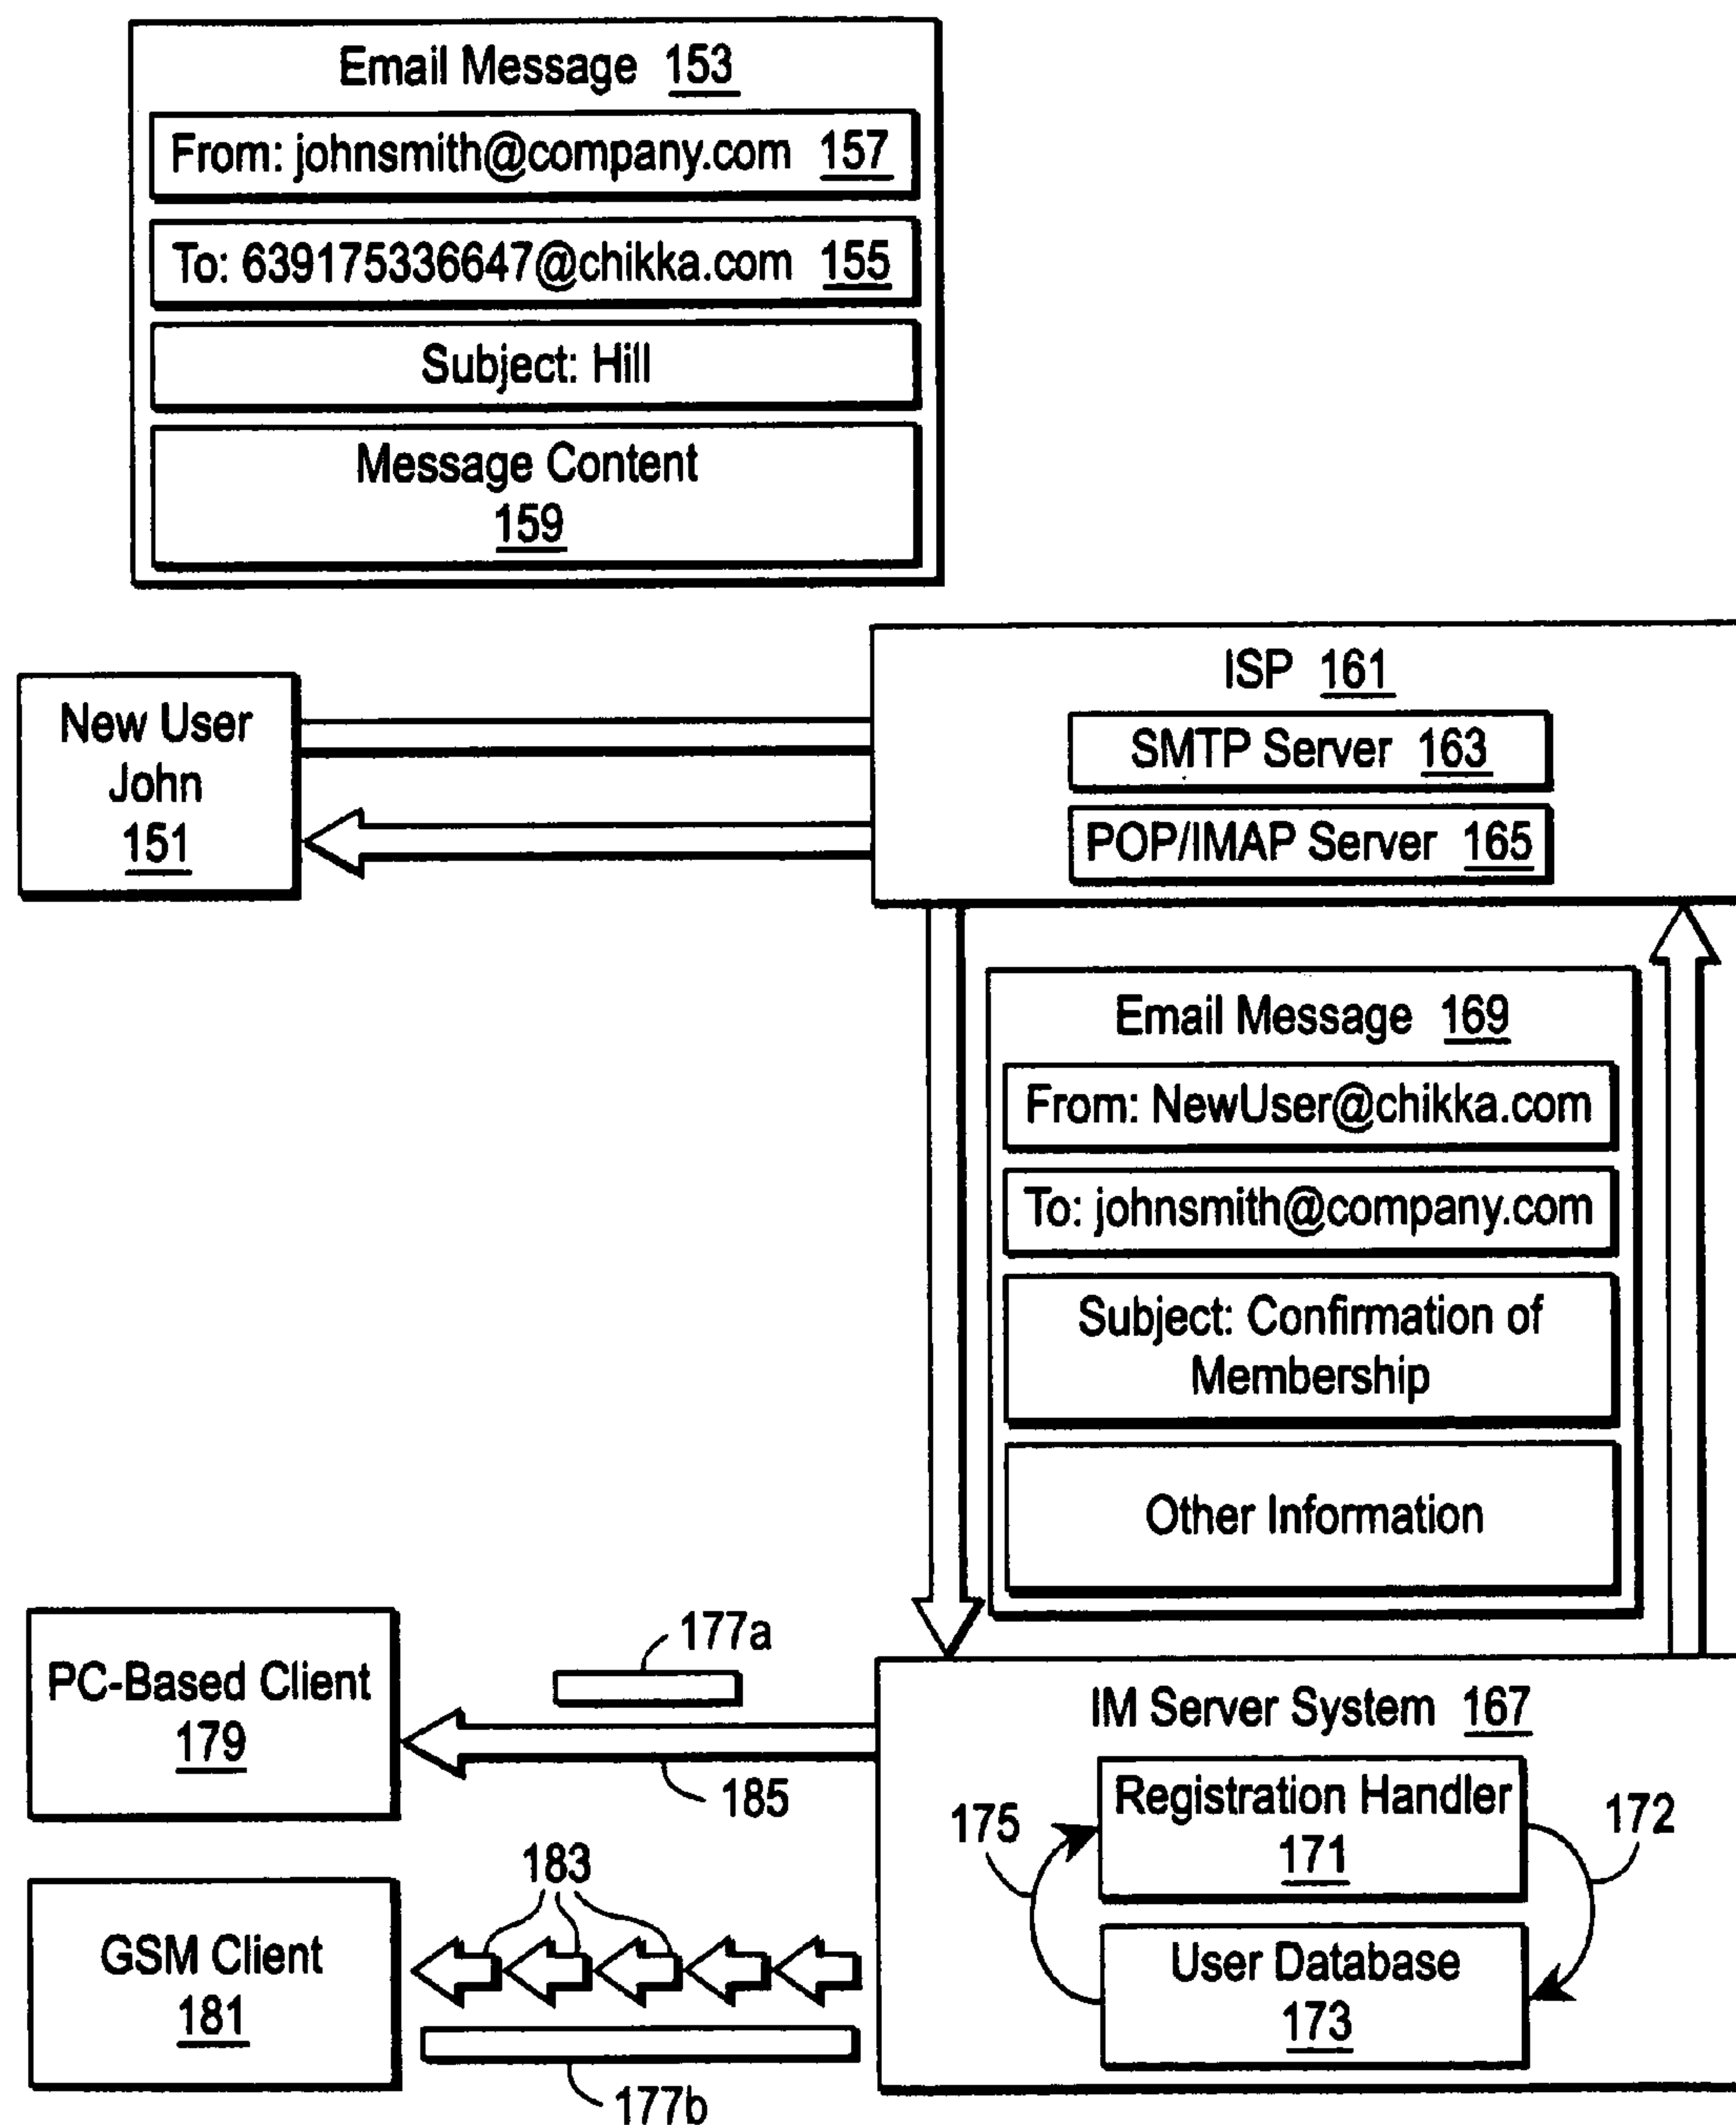 Email Message 153
From: johnsmith@company.com 157
To: 639175336647@chikka.com 155
Subject: Hill
Message Content
159
New User
John
151
ISP 161
SMTP Server 163
POP/IMAP Server 165
Email Message 169
From: NewUser@chikka.com
To: johnsmith@company.com
Subject: Confirmation of
Membership
Other Information
PC-Based Client
179
177a
185
IM Server System 167
Registration Handler
171
175
172
User Database
173
GSM Client
181
183
177b